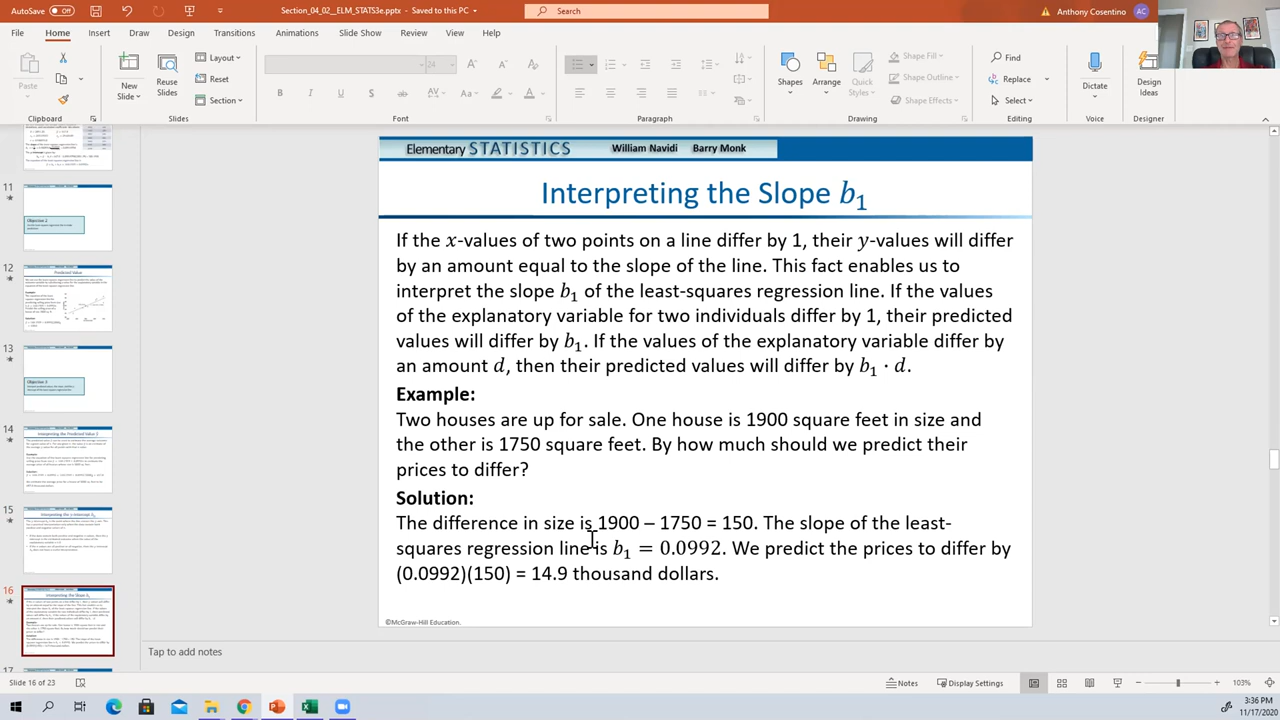 AutoSave Off Section_04_02_ELM_STATS3e.pptx - Saved to this PC Search Anthony Cosentino AC
File Home Insert Draw Design Transitions Animations Slide Show Review View Help
Paste New Slide Reuse Slides Layout Reset Section 24 Shapes Arrange Quick Styles Shape Fill Shape Outline Shape Effects Find Replace Select Dictate Design Ideas
Clipboard Slides Font Paragraph Drawing Editing Voice Designer
11
12
13
14
15
16
17
Elementary STATISTICS William Navidi Barry Monk
Interpreting the Slope b₁
If the x-values of two points on a line differ by 1, their y-values will differ
by an amount equal to the slope of the line. This fact enables us to
interpret the slope b₁ of the least-squares regression line. If the values
of the explanatory variable for two individuals differ by 1, their predicted
values will differ by b₁. If the values of the explanatory variable differ by
an amount d, then their predicted values will differ by b₁ · d.
Example:
Two houses are up for sale. One house is 1900 square feet in size and
the other is 1750 square feet. By how much should we predict their
prices to differ?
Solution:
The difference in size is 1900 – 1750 = 150. The slope of the least-
squares regression line is b₁ = 0.0992. We predict the prices to differ by
(0.0992)(150) = 14.9 thousand dollars.
©McGraw-Hill Education.
Tap to add notes
Slide 16 of 23 Notes Display Settings 103%
3:36 PM
11/17/2020